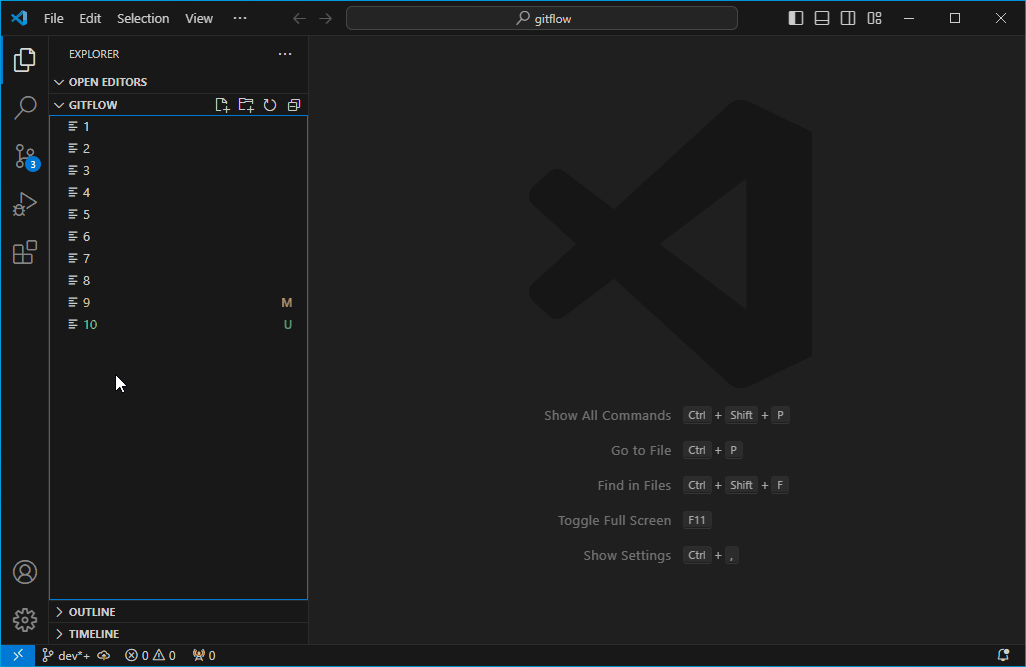 File Edit Selection View ···
gitflow
EXPLORER ···
OPEN EDITORS
GITFLOW
1
2
3
3
4
5
6
7
8
9 M
10 U
Show All Commands Ctrl + Shift + P
Go to File Ctrl + P
Find in Files Ctrl + Shift + F
Toggle Full Screen F11
Show Settings Ctrl + ,
OUTLINE
TIMELINE
dev*+ 0 0 0